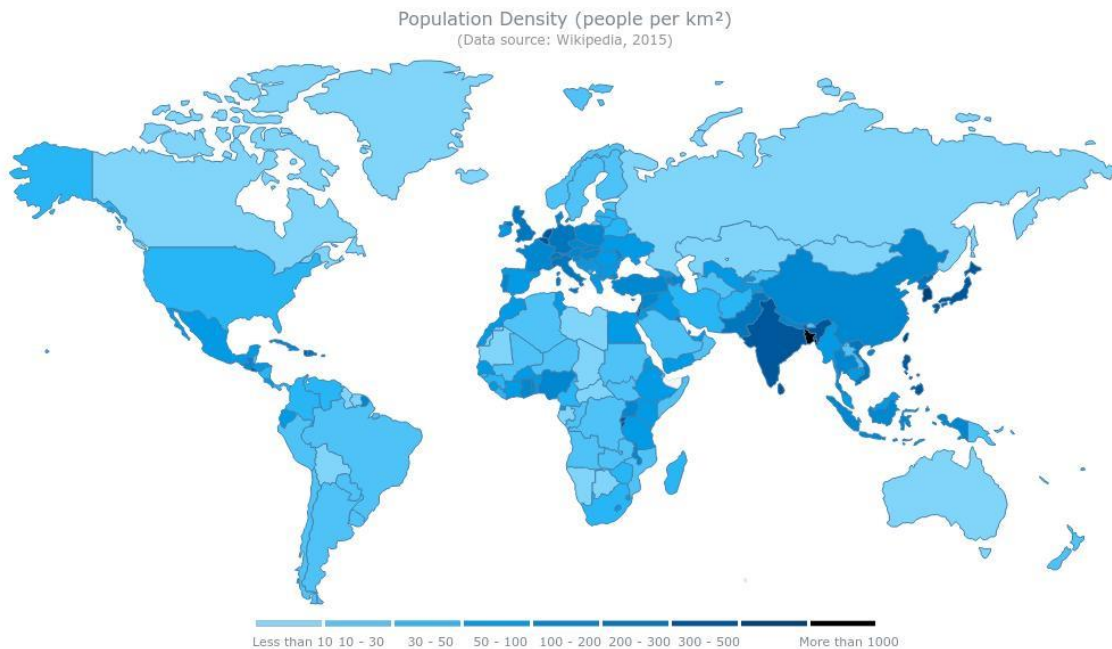 Population Density (people per km²)
(Data source: Wikipedia, 2015)
Less than 10 10 - 30 30 - 50 50 - 100 100 - 200 200 - 300 300 - 500 More than 1000